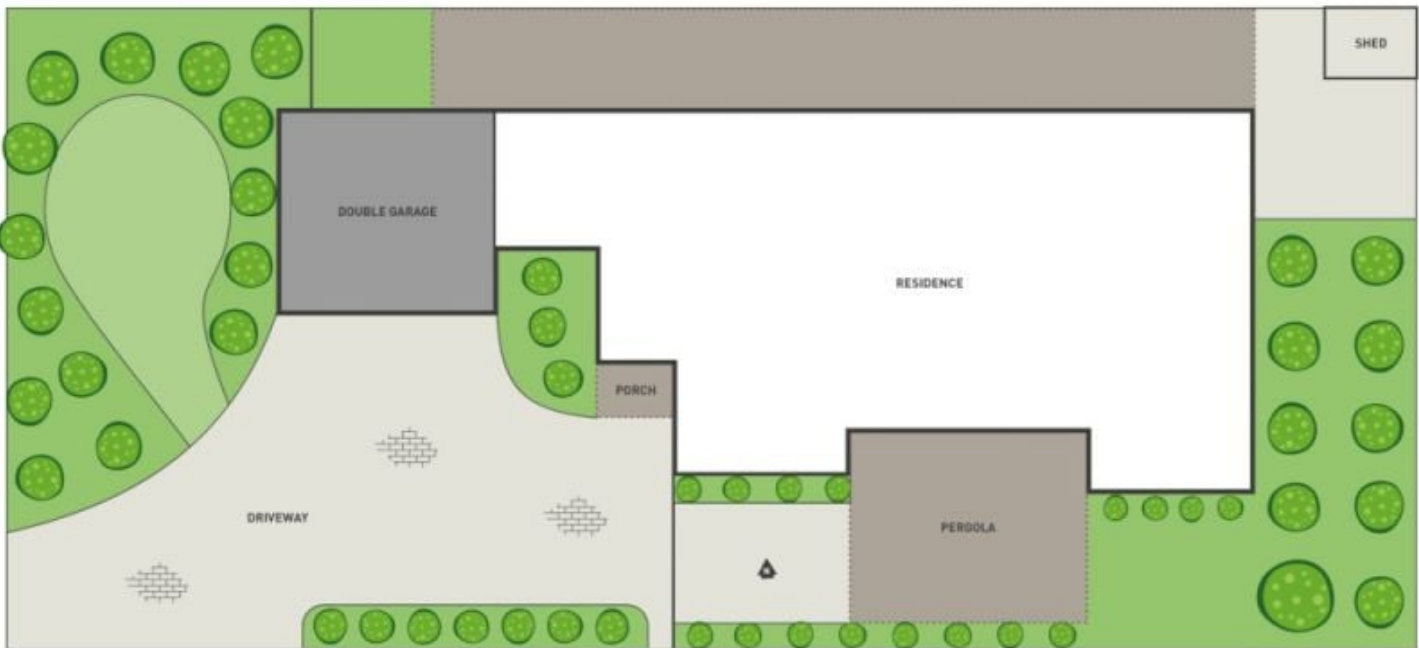 SHED
DOUBLE GARAGE
RESIDENCE
PORCH
DRIVEWAY
PERGOLA